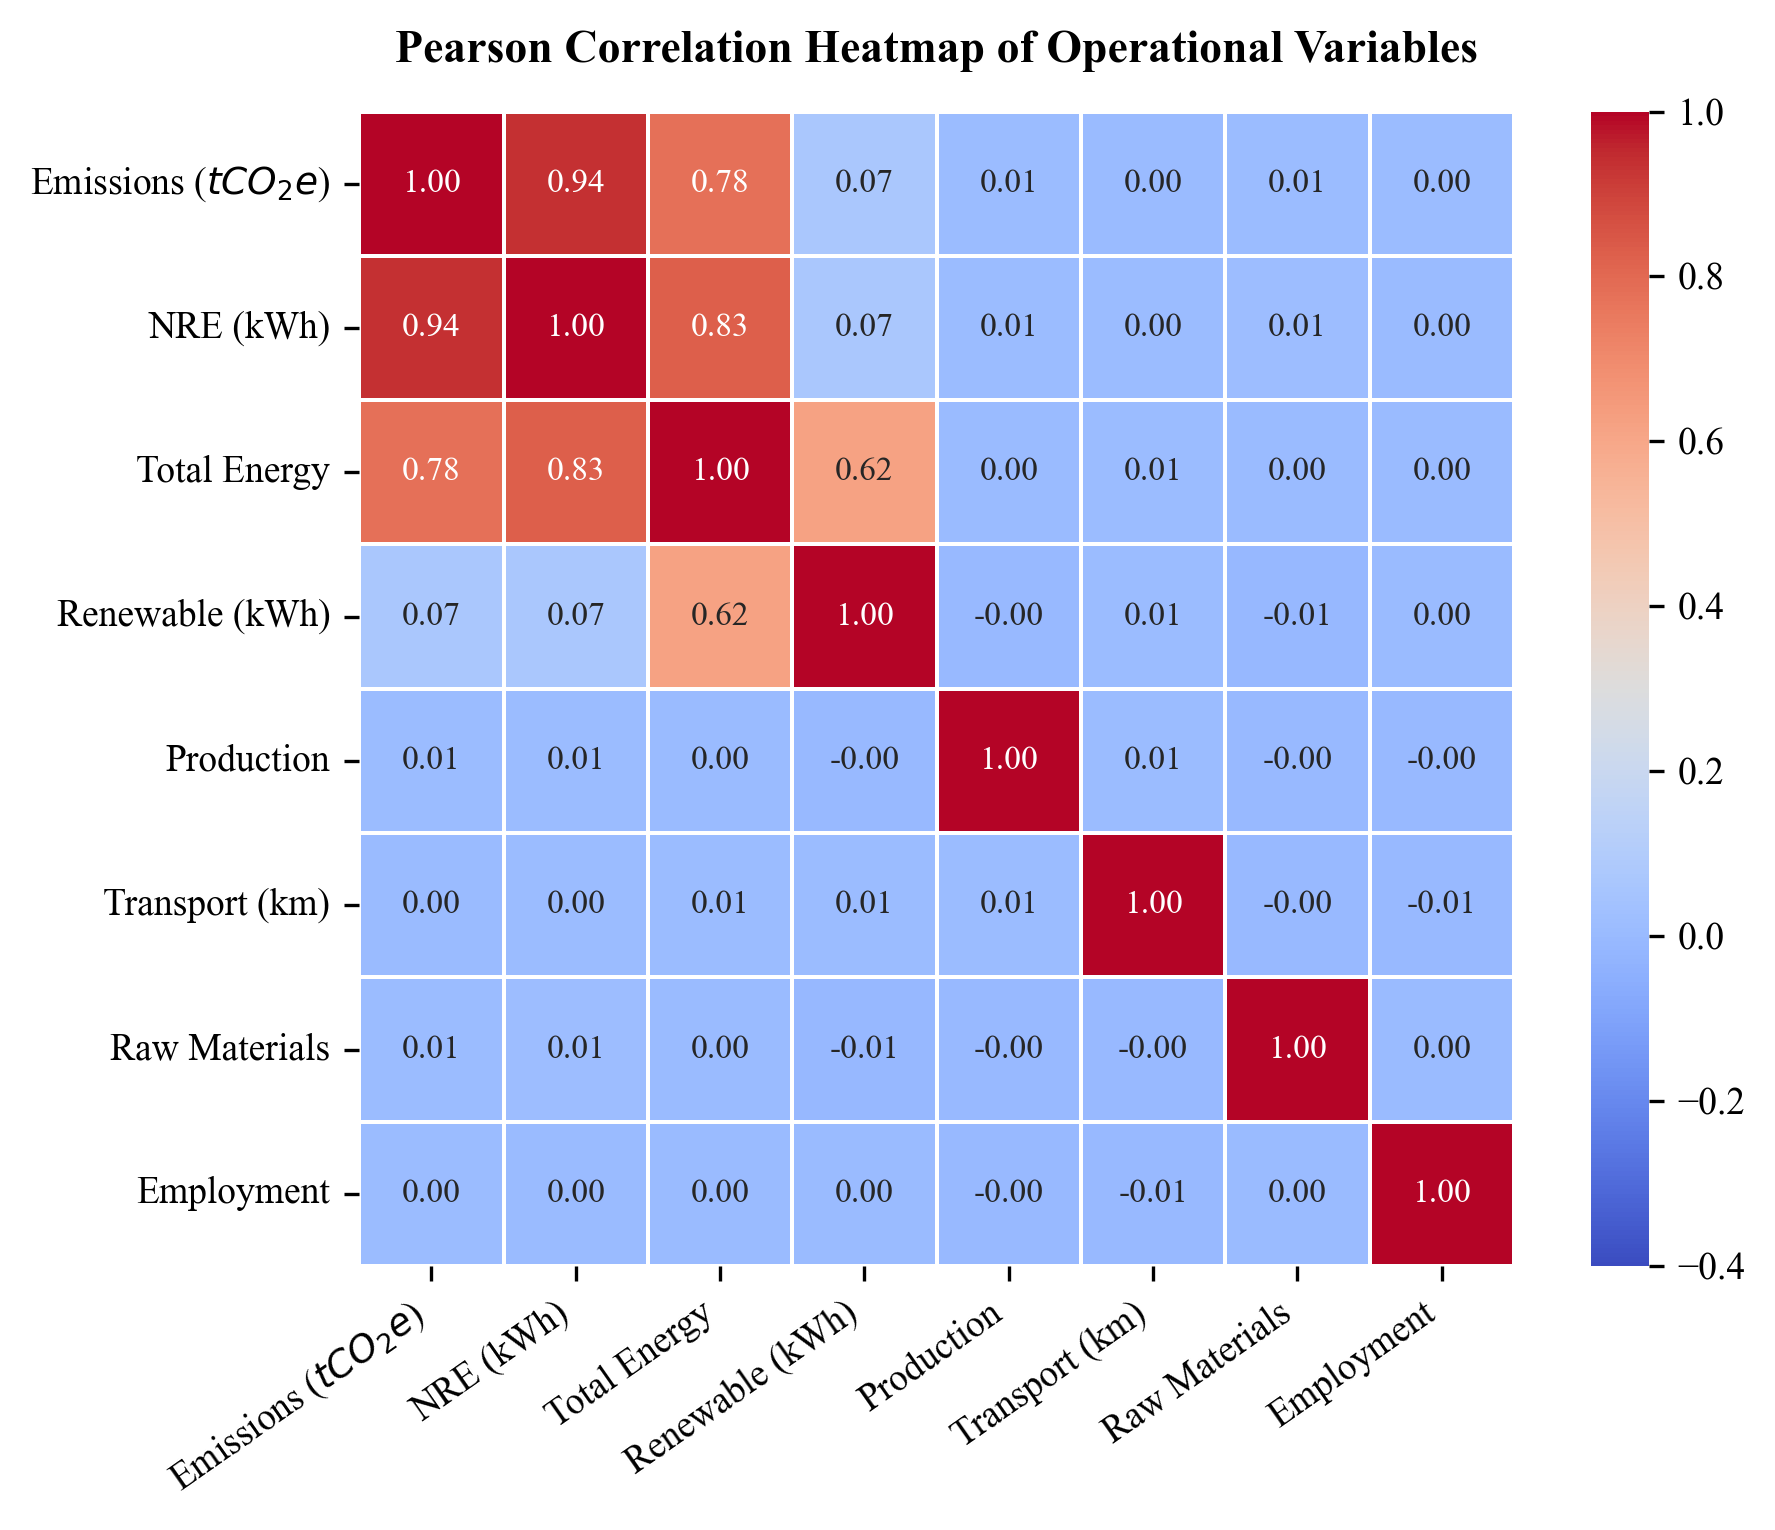 Pearson Correlation Heatmap of Operational Variables
Emissions (tCO₂e) 1.00 0.94 0.78 0.07 0.01 0.00 0.01 0.00
NRE (kWh) 0.94 1.00 0.83 0.07 0.01 0.00 0.01 0.00
Total Energy 0.78 0.83 1.00 0.62 0.00 0.01 0.00 0.00
Renewable (kWh) 0.07 0.07 0.62 1.00 -0.00 0.01 -0.01 0.00
Production 0.01 0.01 0.00 -0.00 1.00 0.01 -0.00 -0.00
Transport (km) 0.00 0.00 0.01 0.01 0.01 1.00 -0.00 -0.01
Raw Materials 0.01 0.01 0.00 -0.01 -0.00 -0.00 1.00 0.00
Employment 0.00 0.00 0.00 0.00 -0.00 -0.01 0.00 1.00
Emissions (tCO₂e)
NRE (kWh)
Total Energy
Renewable (kWh)
Production
Transport (km)
Raw Materials
Employment
1.0
0.8
0.6
0.4
0.2
0.0
−0.2
−0.4